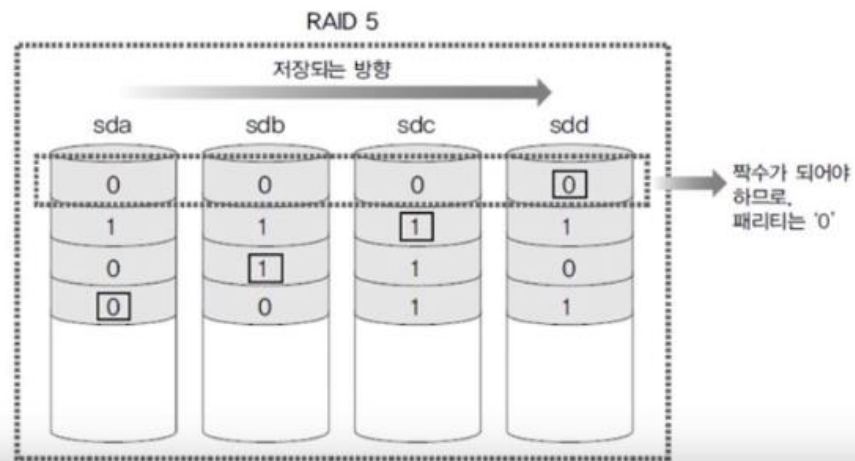 RAID 5
저장되는 방향
sda sdb sdc sdd
0 0 0 0
짝수가 되어야
하므로,
패리티는 '0'
1 1 1 1
0 1 1 0
0 0 1 1